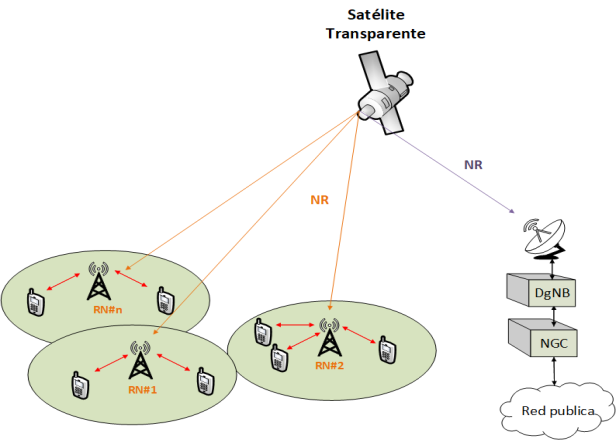 Satélite
Transparente
NR
NR
RN#n
RN#1
RN#2
DgNB
NGC
Red publica